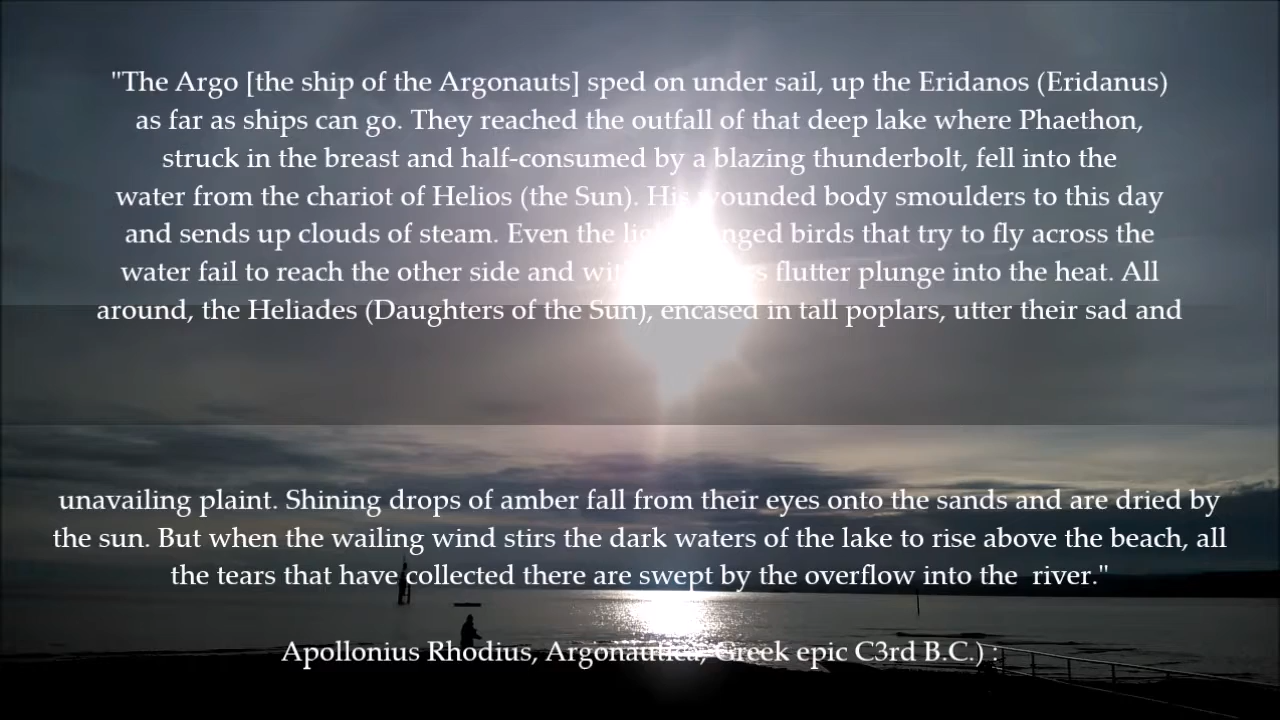 "The Argo [the ship of the Argonauts] sped on under sail, up the Eridanos (Eridanus)
as far as ships can go. They reached the outfall of that deep lake where Phaethon,
struck in the breast and half-consumed by a blazing thunderbolt, fell into the
water from the chariot of Helios (the Sun). His wounded body smoulders to this day
and sends up clouds of steam. Even the birds that try to fly across the
water fail to reach the other side and flutter plunge into the heat. All
around, the Heliades (Daughters of the Sun), encased in tall poplars, utter their sad and
unavailing plaint. Shining drops of amber fall from their eyes onto the sands and are dried by
the sun. But when the wailing wind stirs the dark waters of the lake to rise above the beach, all
the tears that have collected there are swept by the overflow into the river."
Apollonius Rhodius, Argonautica, Greek epic C3rd B.C.) :